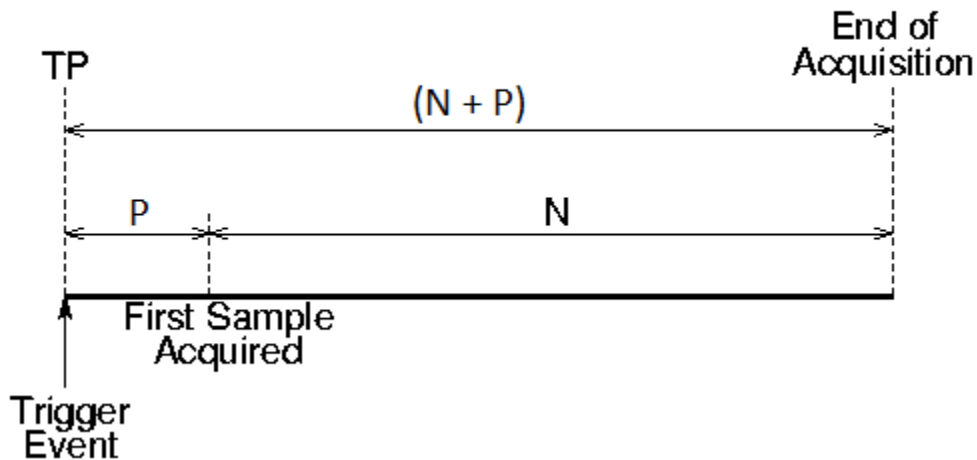 TP
End of
Acquisition
(N + P)
P
N
First Sample
Acquired
Trigger
Event